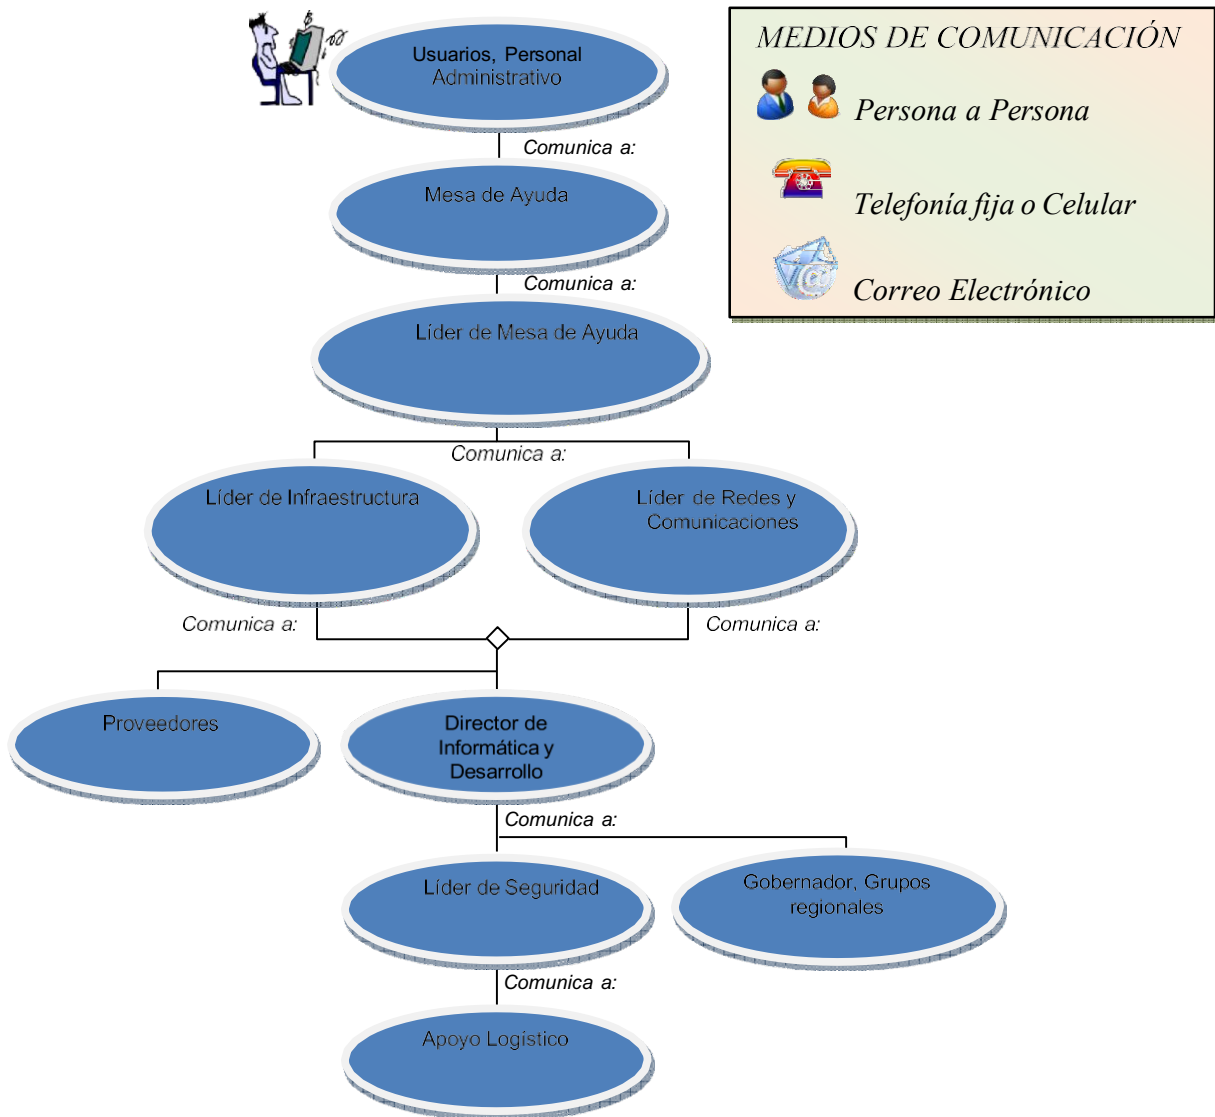 Usuarios, Personal
Administrativo
MEDIOS DE COMUNICACIÓN
Persona a Persona
Telefonía fija o Celular
Correo Electrónico
Comunica a:
Mesa de Ayuda
Comunica a:
Líder de Mesa de Ayuda
Comunica a:
Líder de Infraestructura
Líder de Redes y
Comunicaciones
Comunica a:
Comunica a:
Proveedores
Director de
Informática y
Desarrollo
Comunica a:
Líder de Seguridad
Gobernador, Grupos
regionales
Comunica a:
Apoyo Logístico